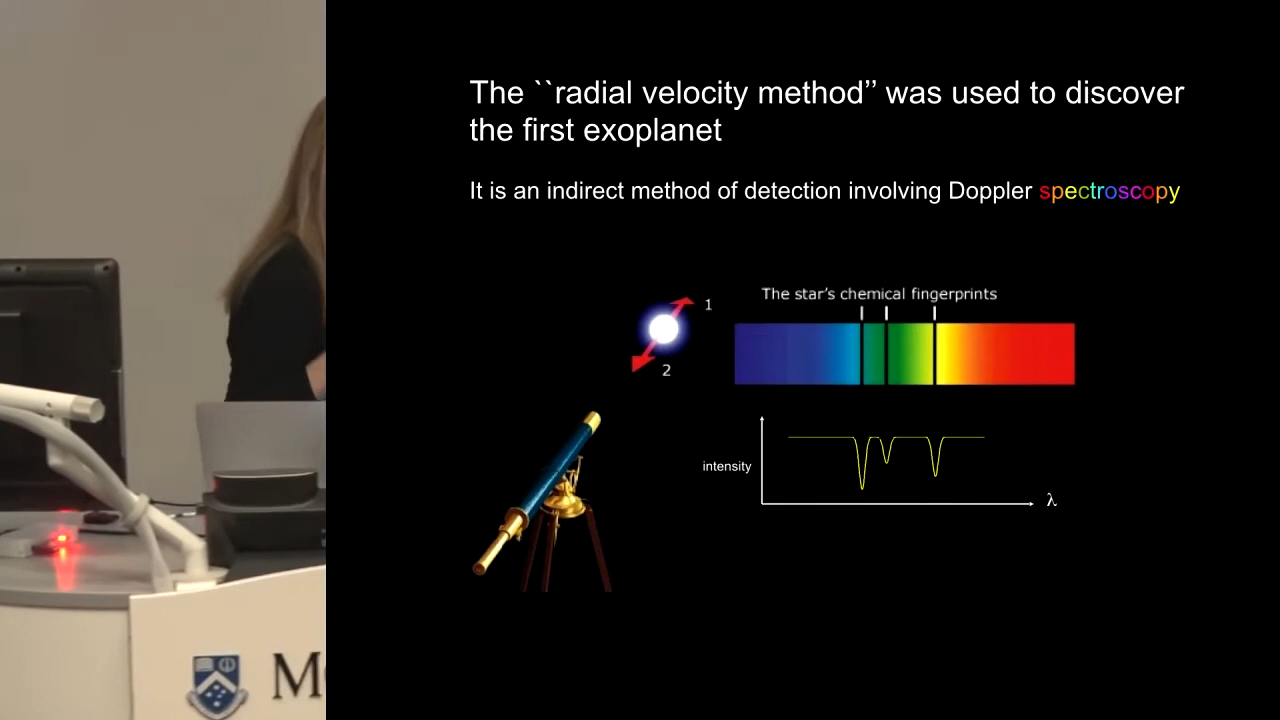 The ``radial velocity method’’ was used to discover
the first exoplanet
It is an indirect method of detection involving Doppler spectroscopy
The star's chemical fingerprints
1
2
intensity
λ